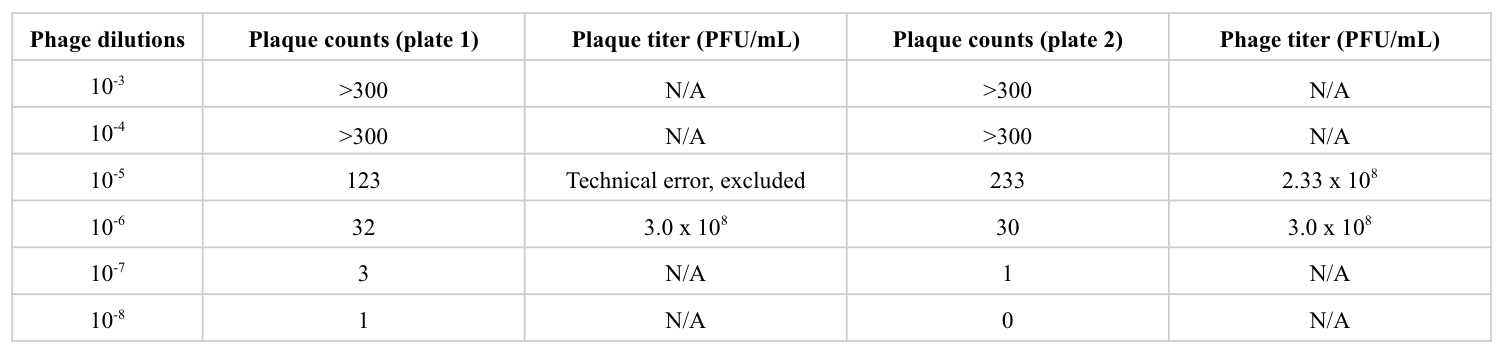 Phage dilutions Plaque counts (plate 1) Plaque titer (PFU/mL) Plaque counts (plate 2) Phage titer (PFU/mL)
10⁻³ >300 N/A >300 N/A
10⁻⁴ >300 N/A >300 N/A
10⁻⁵ 123 Technical error, excluded 233 2.33 x 10⁸
10⁻⁶ 32 3.0 x 10⁸ 30 3.0 x 10⁸
10⁻⁷ 3 N/A 1 N/A
10⁻⁸ 1 N/A 0 N/A